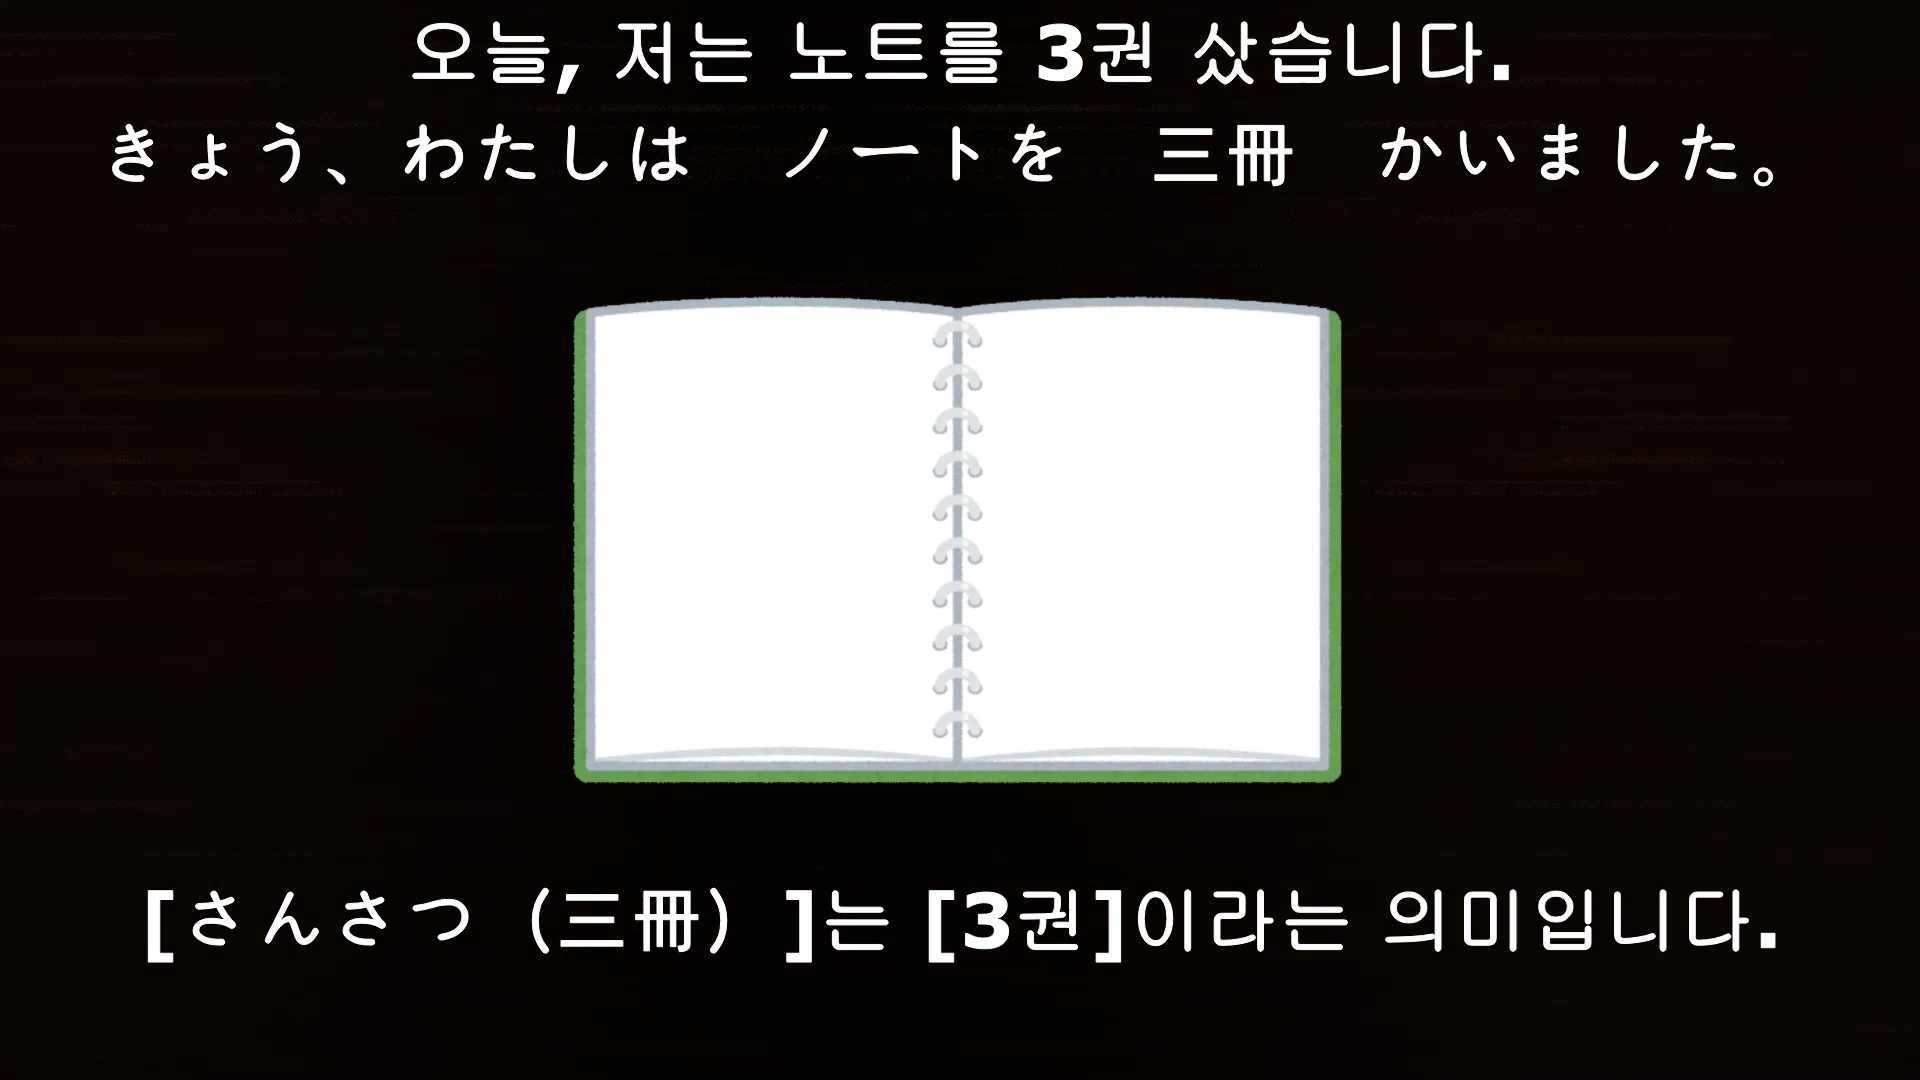 오늘, 저는 노트를 3권 샀습니다.
きょう、わたしは　ノートを　三冊　かいました。
[さんさつ（三冊）]는 [3권]이라는 의미입니다.